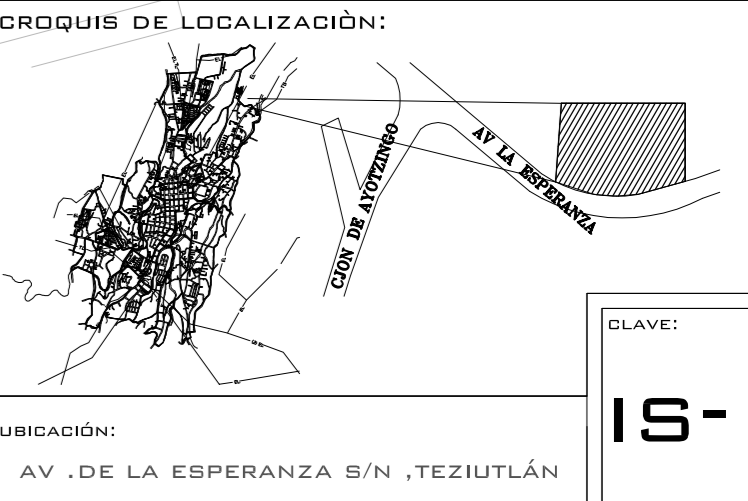 CROQUIS DE LOCALIZACIÒN:
CJON DE AYOTZINGO
AV LA ESPERANZA
CLAVE:
IS-
UBICACIÓN:
AV .DE LA ESPERANZA S/N ,TEZIUTLÁN